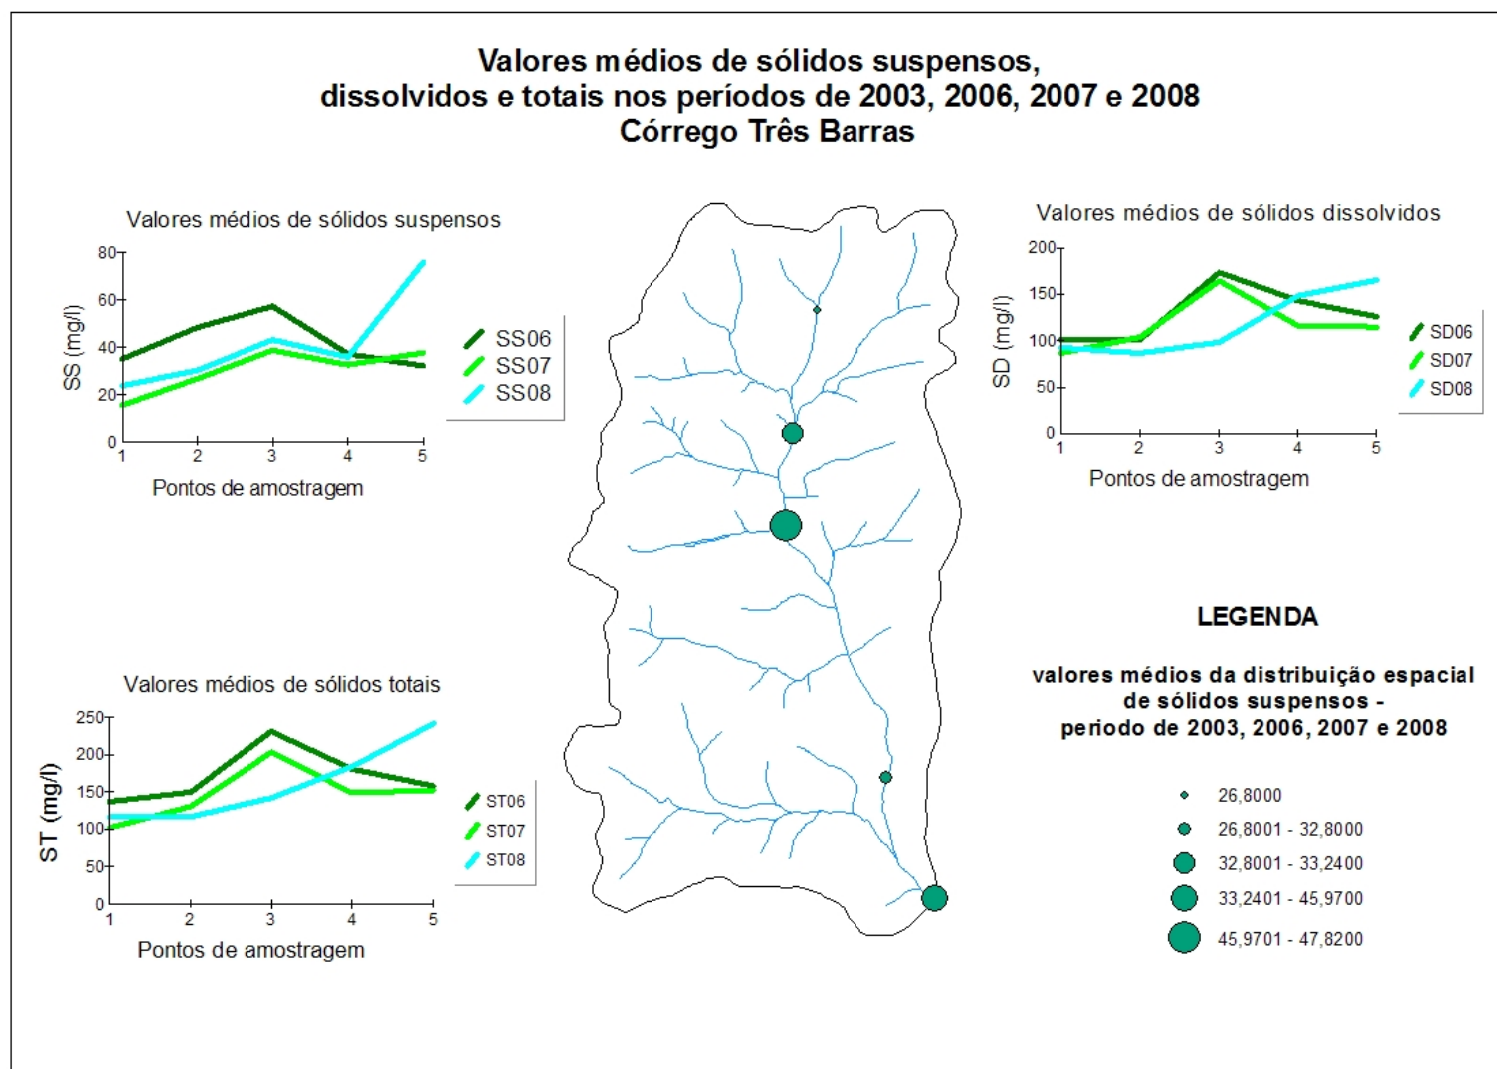 Valores médios de sólidos suspensos,
dissolvidos e totais nos períodos de 2003, 2006, 2007 e 2008
Córrego Três Barras
Valores médios de sólidos suspensos
SS (mg/l)
80
60
40
20
0
1 2 3 4 5
Pontos de amostragem
SS06
SS07
SS08
Valores médios de sólidos dissolvidos
SD (mg/l)
200
150
100
50
0
1 2 3 4 5
Pontos de amostragem
SD06
SD07
SD08
Valores médios de sólidos totais
ST (mg/l)
250
200
150
100
50
0
1 2 3 4 5
Pontos de amostragem
ST06
ST07
ST08
LEGENDA
valores médios da distribuição espacial
de sólidos suspensos -
período de 2003, 2006, 2007 e 2008
26,8000
26,8001 - 32,8000
32,8001 - 33,2400
33,2401 - 45,9700
45,9701 - 47,8200